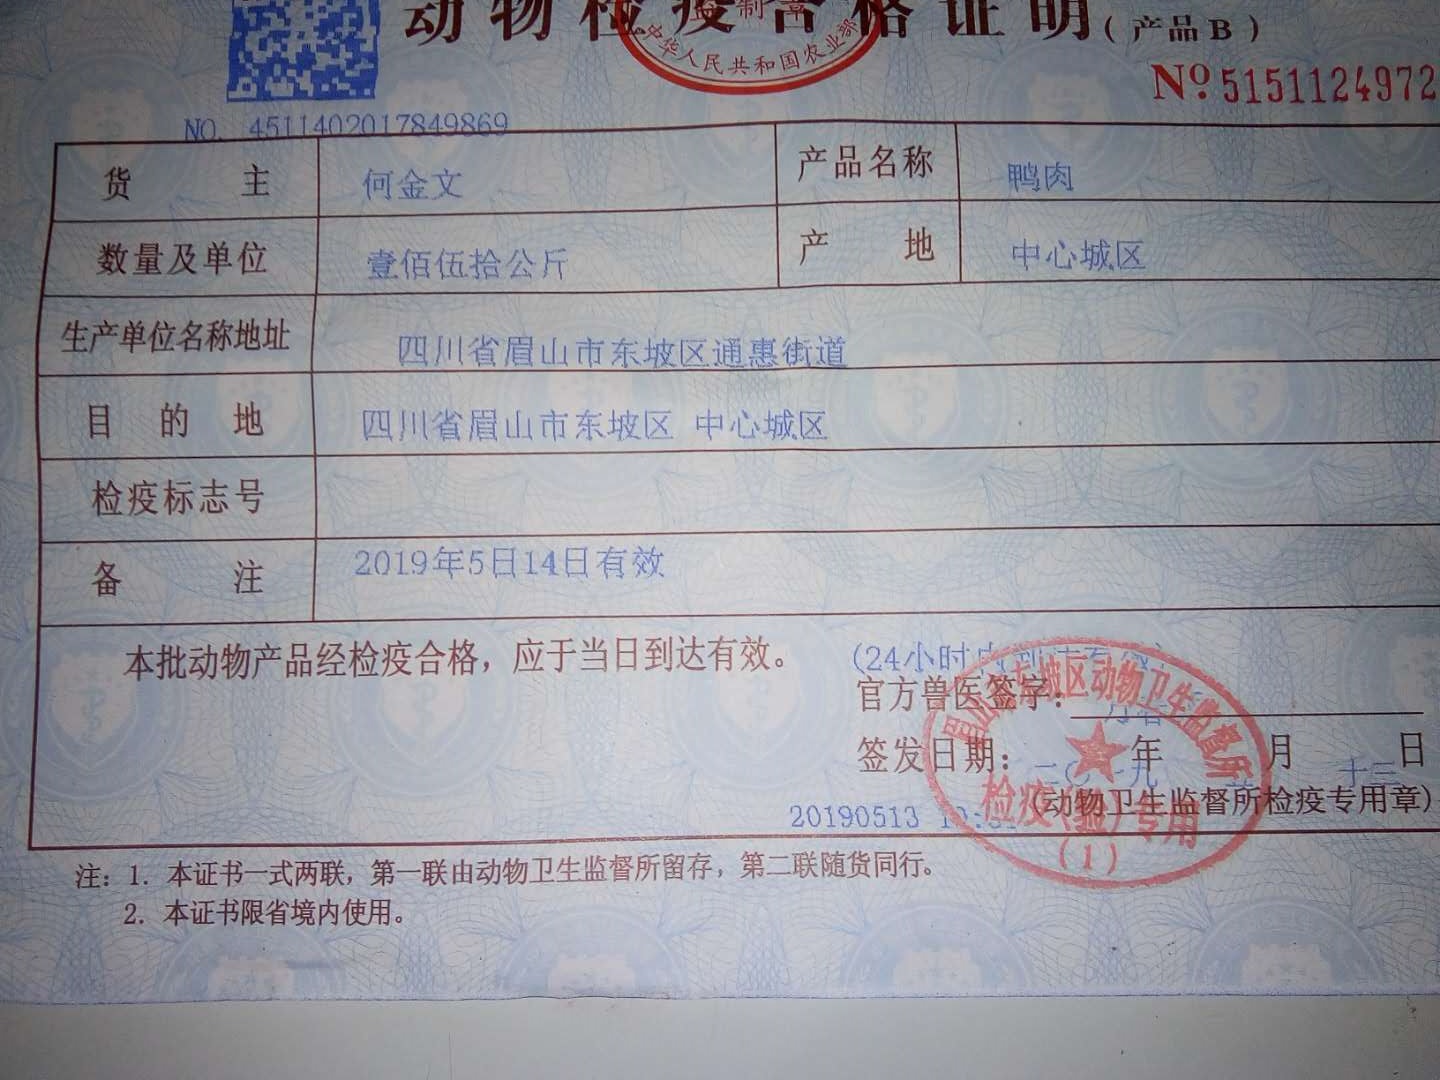 动物检疫合格证明(产品B)
监制章
中华人民共和国农业部
№5151124972
NO. 4511402017849869
货主 何金文 产品名称 鸭肉
数量及单位 壹佰伍拾公斤 产地 中心城区
生产单位名称地址 四川省眉山市东坡区通惠街道
目的地 四川省眉山市东坡区 中心城区
检疫标志号
备注 2019年5日14日有效
本批动物产品经检疫合格，应于当日到达有效。
(24小时
官方兽医签字：
签发日期： 二〇一九 年 月 十三 日
20190513
(动物卫生监督所检疫专用章)
眉山 东坡区动物卫生监督所
检疫 专用
(1)
注：1. 本证书一式两联，第一联由动物卫生监督所留存，第二联随货同行。
2. 本证书限省境内使用。